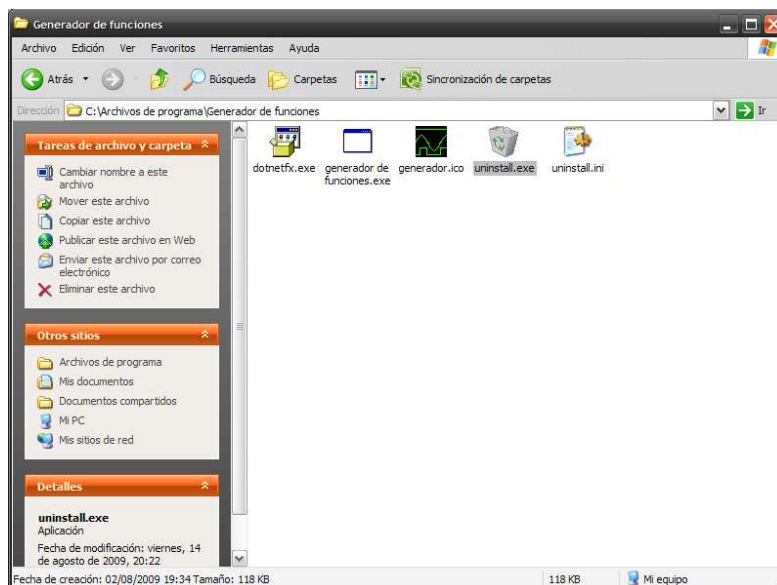 Generador de funciones
Archivo Edición Ver Favoritos Herramientas Ayuda
Atrás Búsqueda Carpetas Sincronización de carpetas
Dirección C:\Archivos de programa\Generador de funciones Ir
Tareas de archivo y carpeta
Cambiar nombre a este
archivo
Mover este archivo
Copiar este archivo
Publicar este archivo en Web
Enviar este archivo por correo
electrónico
Eliminar este archivo
Otros sitios
Archivos de programa
Mis documentos
Documentos compartidos
Mi PC
Mis sitios de red
Detalles
uninstall.exe
Aplicación
Fecha de modificación: viernes, 14
de agosto de 2009, 20:22
dotnetfx.exe generador de generador.ico uninstall.exe uninstall.ini
funciones.exe
Fecha de creación: 02/08/2009 19:34 Tamaño: 118 KB 118 KB Mi equipo